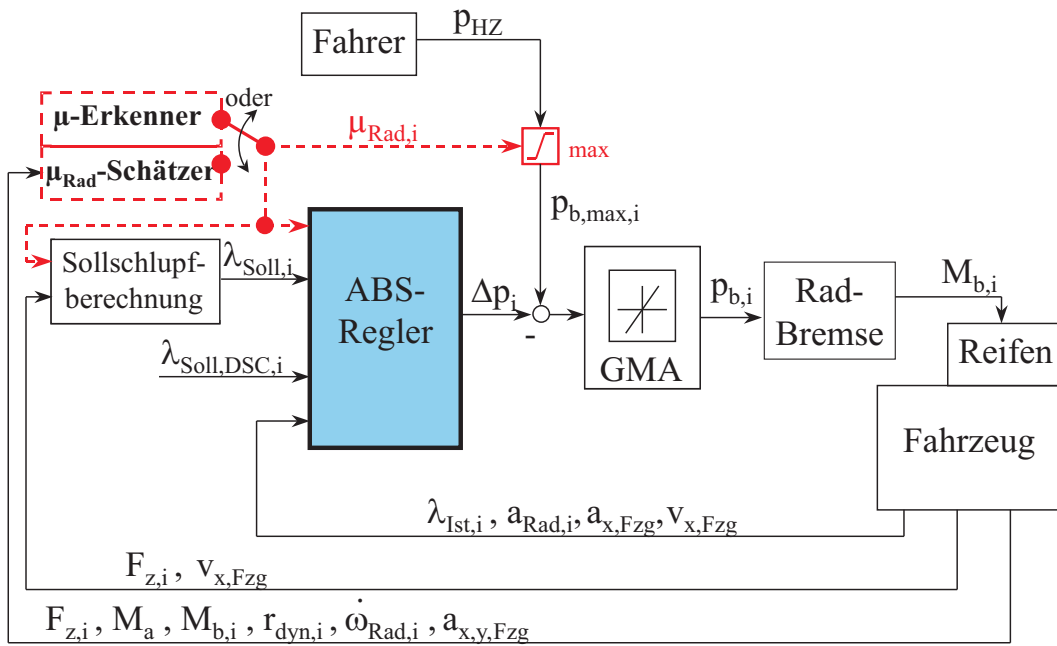 Fahrer
p_HZ
oder
μ-Erkenner
μ_Rad-Schätzer
μ_Rad,i
max
p_b,max,i
Sollschlupf-
berechnung
λ_Soll,i
ABS-
Regler
λ_Soll,DSC,i
Δp_i
-
GMA
p_b,i
Rad-
Bremse
M_b,i
Reifen
Fahrzeug
λ_Ist,i , a_Rad,i, a_x,Fzg, v_x,Fzg
F_z,i , v_x,Fzg
F_z,i , M_a , M_b,i , r_dyn,i , ω̇_Rad,i , a_x,y,Fzg